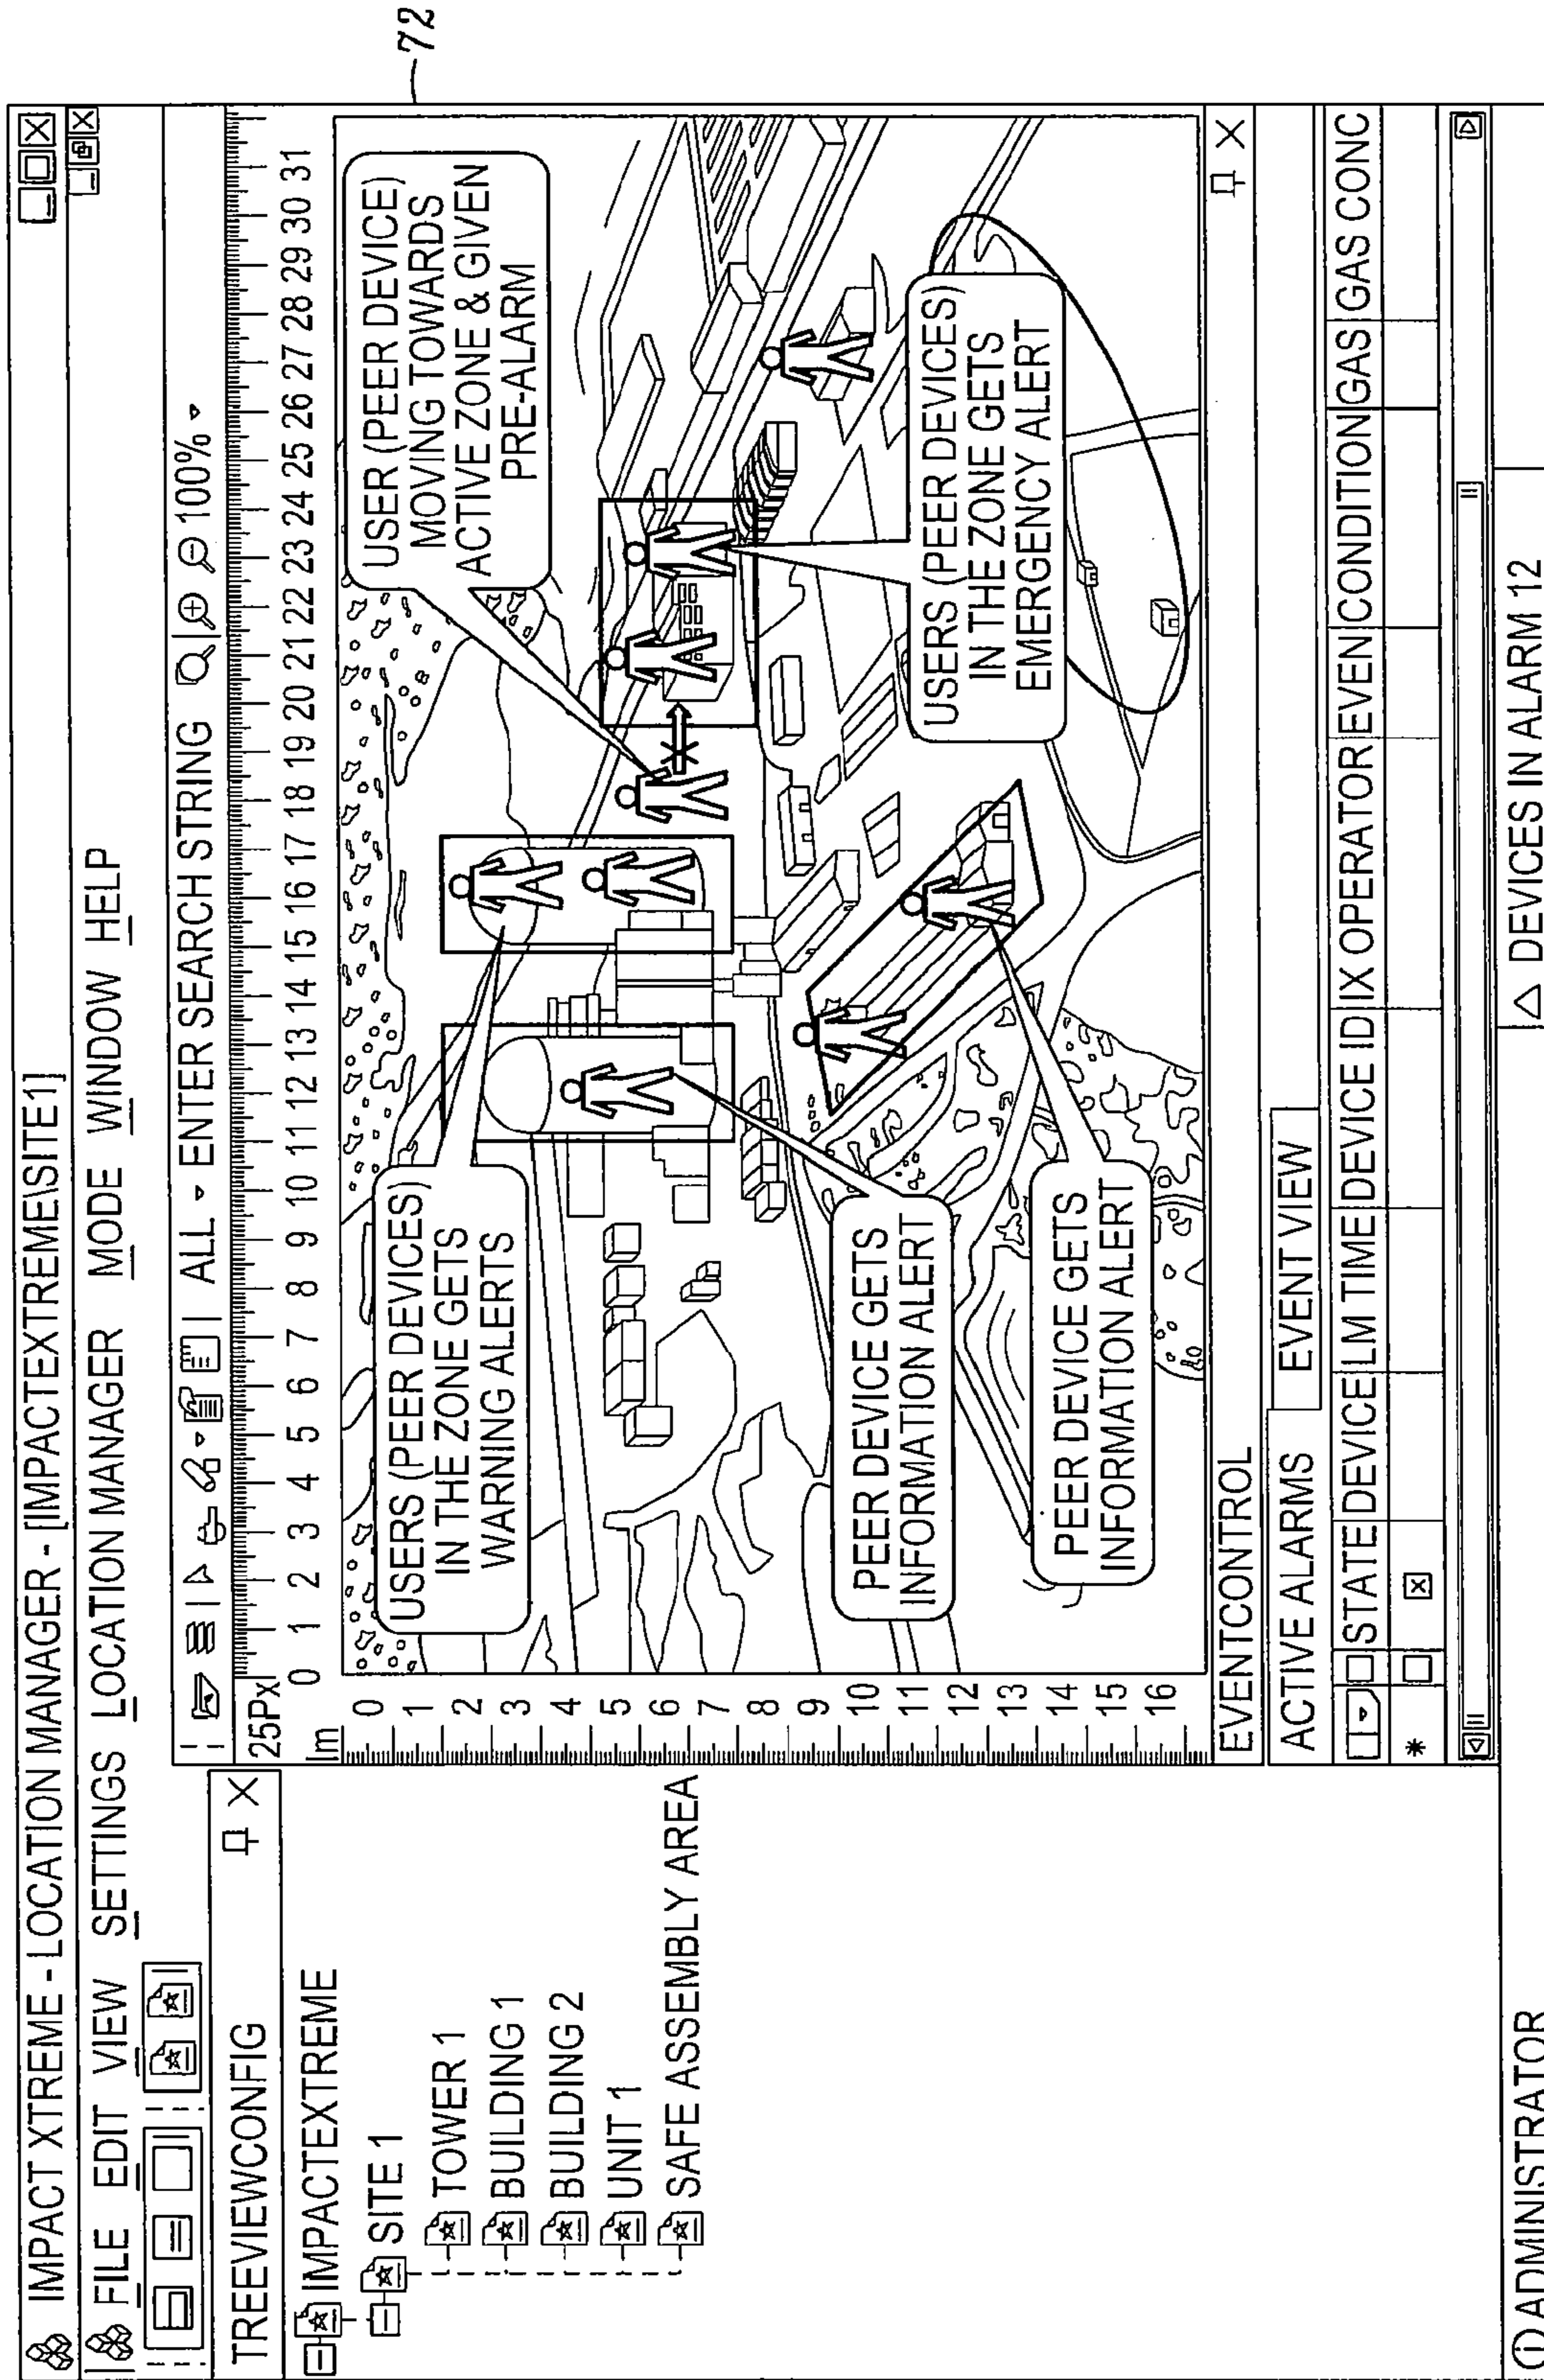 72
IMPACT XTREME - LOCATION MANAGER - [IMPACTEXTREME\SITE1]
FILE EDIT VIEW SETTINGS LOCATION MANAGER MODE WINDOW HELP
ALL ENTER SEARCH STRING 100%
TREEVIEWCONFIG
IMPACTEXTREME
SITE 1
TOWER 1
BUILDING 1
BUILDING 2
UNIT 1
SAFE ASSEMBLY AREA
25Px
0 1 2 3 4 5 6 7 8 9 10 11 12 13 14 15 16 17 18 19 20 21 22 23 24 25 26 27 28 29 30 31
lm
0
1
2
3
4
5
6
7
8
9
10
11
12
13
14
15
16
USERS (PEER DEVICES)
IN THE ZONE GETS
WARNING ALERTS
USER (PEER DEVICE)
MOVING TOWARDS
ACTIVE ZONE & GIVEN
PRE-ALARM
PEER DEVICE GETS
INFORMATION ALERT
PEER DEVICE GETS
INFORMATION ALERT
USERS (PEER DEVICES)
IN THE ZONE GETS
EMERGENCY ALERT
EVENTCONTROL
ACTIVE ALARMS EVENT VIEW
STATE DEVICE LM TIME DEVICE ID IX OPERATOR EVEN CONDITION GAS GAS CONC
*
ADMINISTRATOR
DEVICES IN ALARM 12